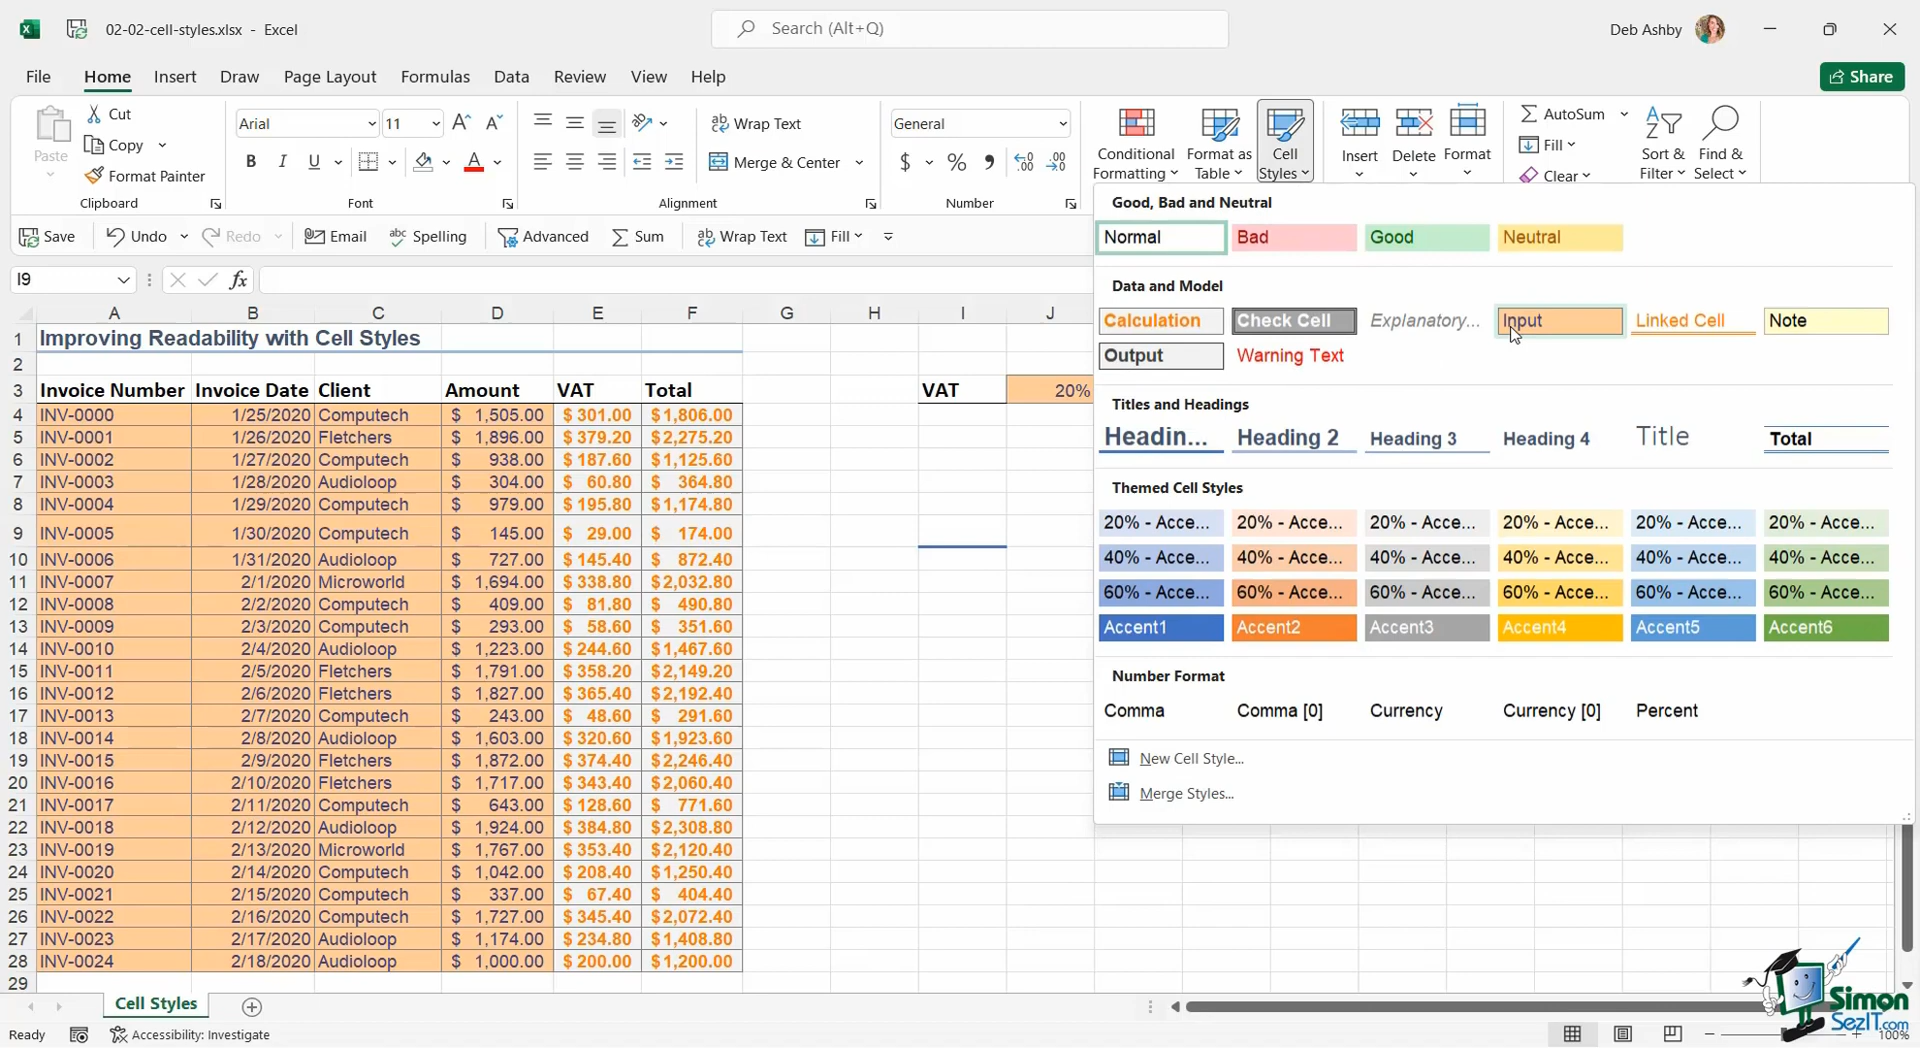 02-02-cell-styles.xlsx - Excel
Search (Alt+Q)
Deb Ashby
File Home Insert Draw Page Layout Formulas Data Review View Help
Share
Paste
Cut
Copy
Format Painter
Clipboard
Arial 11
B I U
Font
Wrap Text
Merge & Center
Alignment
General
$ % 9
Number
Conditional Formatting
Format as Table
Cell Styles
Insert
Delete
Format
AutoSum
Fill
Clear
Sort & Filter
Find & Select
Save Undo Redo Email Spelling Advanced Sum Wrap Text Fill
I9
fx
A B C D E F G H I J
1 Improving Readability with Cell Styles
2
3 Invoice Number Invoice Date Client Amount VAT Total VAT 20%
4 INV-0000 1/25/2020 Computech $ 1,505.00 $ 301.00 $1,806.00
5 INV-0001 1/26/2020 Fletchers $ 1,896.00 $ 379.20 $2,275.20
6 INV-0002 1/27/2020 Computech $ 938.00 $ 187.60 $1,125.60
7 INV-0003 1/28/2020 Audioloop $ 304.00 $ 60.80 $ 364.80
8 INV-0004 1/29/2020 Computech $ 979.00 $ 195.80 $1,174.80
9 INV-0005 1/30/2020 Computech $ 145.00 $ 29.00 $ 174.00
10 INV-0006 1/31/2020 Audioloop $ 727.00 $ 145.40 $ 872.40
11 INV-0007 2/1/2020 Microworld $ 1,694.00 $ 338.80 $2,032.80
12 INV-0008 2/2/2020 Computech $ 409.00 $ 81.80 $ 490.80
13 INV-0009 2/3/2020 Computech $ 293.00 $ 58.60 $ 351.60
14 INV-0010 2/4/2020 Audioloop $ 1,223.00 $ 244.60 $1,467.60
15 INV-0011 2/5/2020 Fletchers $ 1,791.00 $ 358.20 $2,149.20
16 INV-0012 2/6/2020 Fletchers $ 1,827.00 $ 365.40 $2,192.40
17 INV-0013 2/7/2020 Computech $ 243.00 $ 48.60 $ 291.60
18 INV-0014 2/8/2020 Audioloop $ 1,603.00 $ 320.60 $1,923.60
19 INV-0015 2/9/2020 Fletchers $ 1,872.00 $ 374.40 $2,246.40
20 INV-0016 2/10/2020 Fletchers $ 1,717.00 $ 343.40 $2,060.40
21 INV-0017 2/11/2020 Computech $ 643.00 $ 128.60 $ 771.60
22 INV-0018 2/12/2020 Audioloop $ 1,924.00 $ 384.80 $2,308.80
23 INV-0019 2/13/2020 Microworld $ 1,767.00 $ 353.40 $2,120.40
24 INV-0020 2/14/2020 Computech $ 1,042.00 $ 208.40 $1,250.40
25 INV-0021 2/15/2020 Computech $ 337.00 $ 67.40 $ 404.40
26 INV-0022 2/16/2020 Computech $ 1,727.00 $ 345.40 $2,072.40
27 INV-0023 2/17/2020 Audioloop $ 1,174.00 $ 234.80 $1,408.80
28 INV-0024 2/18/2020 Audioloop $ 1,000.00 $ 200.00 $1,200.00
29
Good, Bad and Neutral
Normal Bad Good Neutral
Data and Model
Calculation Check Cell Explanatory... Input Linked Cell Note
Output Warning Text
Titles and Headings
Headin... Heading 2 Heading 3 Heading 4 Title Total
Themed Cell Styles
20% - Acce... 20% - Acce... 20% - Acce... 20% - Acce... 20% - Acce... 20% - Acce...
40% - Acce... 40% - Acce... 40% - Acce... 40% - Acce... 40% - Acce... 40% - Acce...
60% - Acce... 60% - Acce... 60% - Acce... 60% - Acce... 60% - Acce... 60% - Acce...
Accent1 Accent2 Accent3 Accent4 Accent5 Accent6
Number Format
Comma Comma [0] Currency Currency [0] Percent
New Cell Style...
Merge Styles...
Cell Styles
Ready Accessibility: Investigate 100%
Simon
SezIT.com